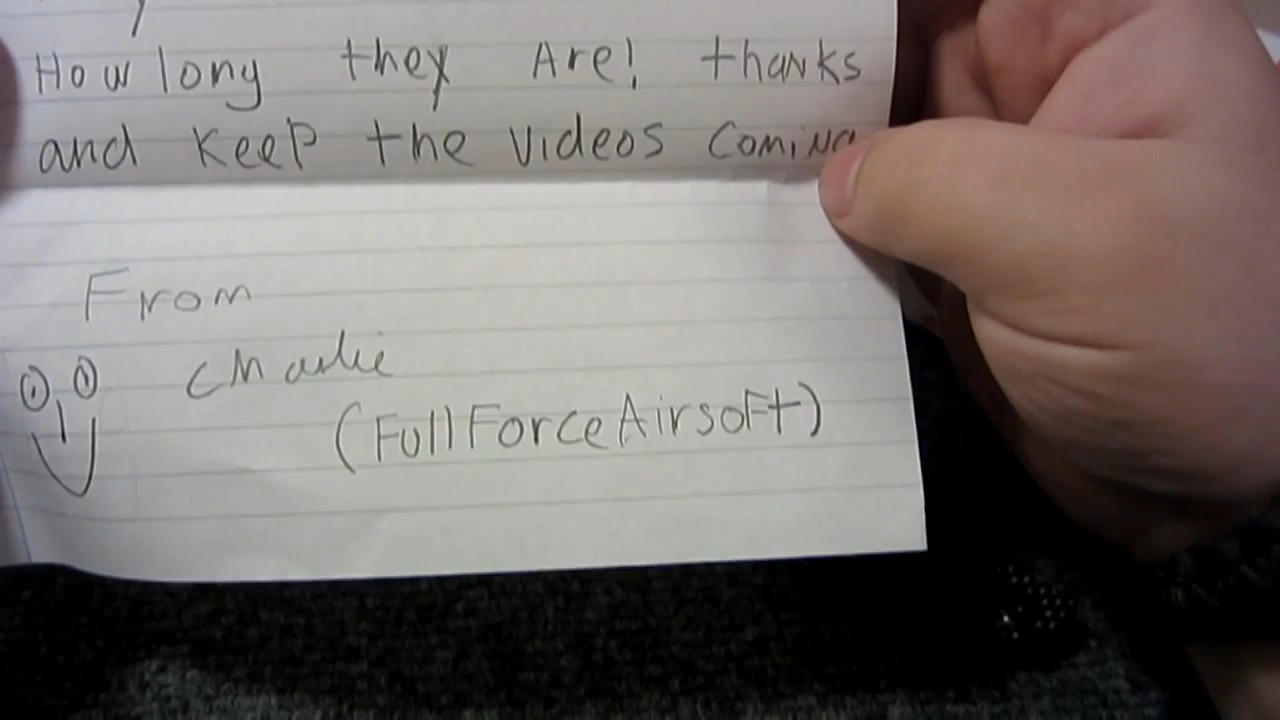 How long they Are! thanks
and keep the videos coming
From
Charlie
(FullForceAirsoft)